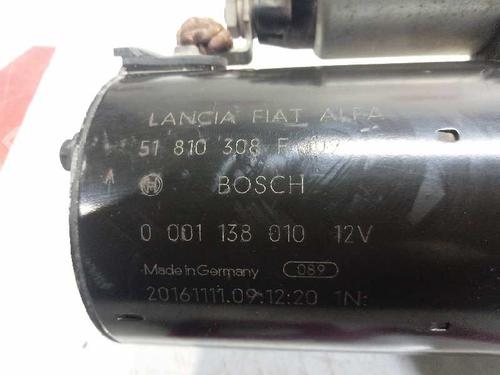 LANCIA FIAT ALFA
51 810 308
BOSCH
0 001 138 010 12V
Made in Germany 089
20161111.09:12:20 1N: